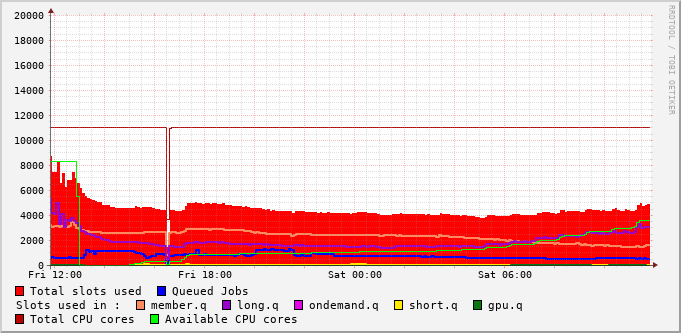 RRDTOOL / TOBI OETIKER
20000
18000
16000
14000
12000
10000
8000
6000
4000
2000
0
Fri 12:00 Fri 18:00 Sat 00:00 Sat 06:00
Total slots used Queued Jobs
Slots used in : member.q long.q ondemand.q short.q gpu.q
Total CPU cores Available CPU cores